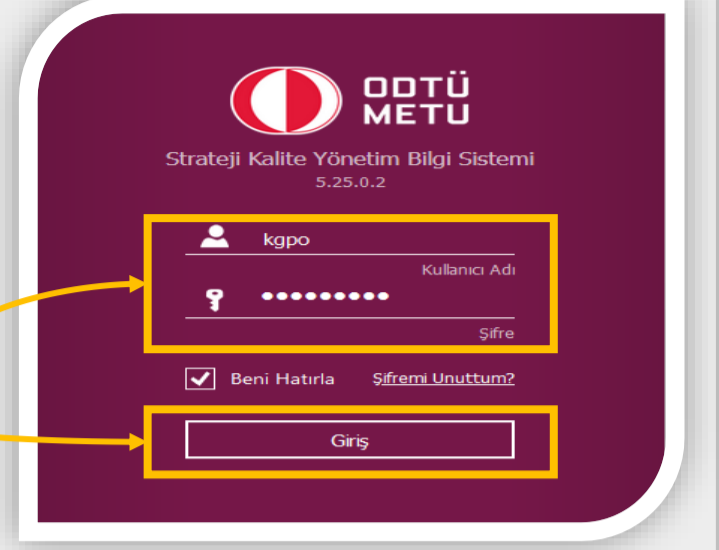 ODTÜ
METU
Strateji Kalite Yönetim Bilgi Sistemi
5.25.0.2
kgpo
Kullanıcı Adı
•••••••••
Şifre
Beni Hatırla Şifremi Unuttum?
Giriş